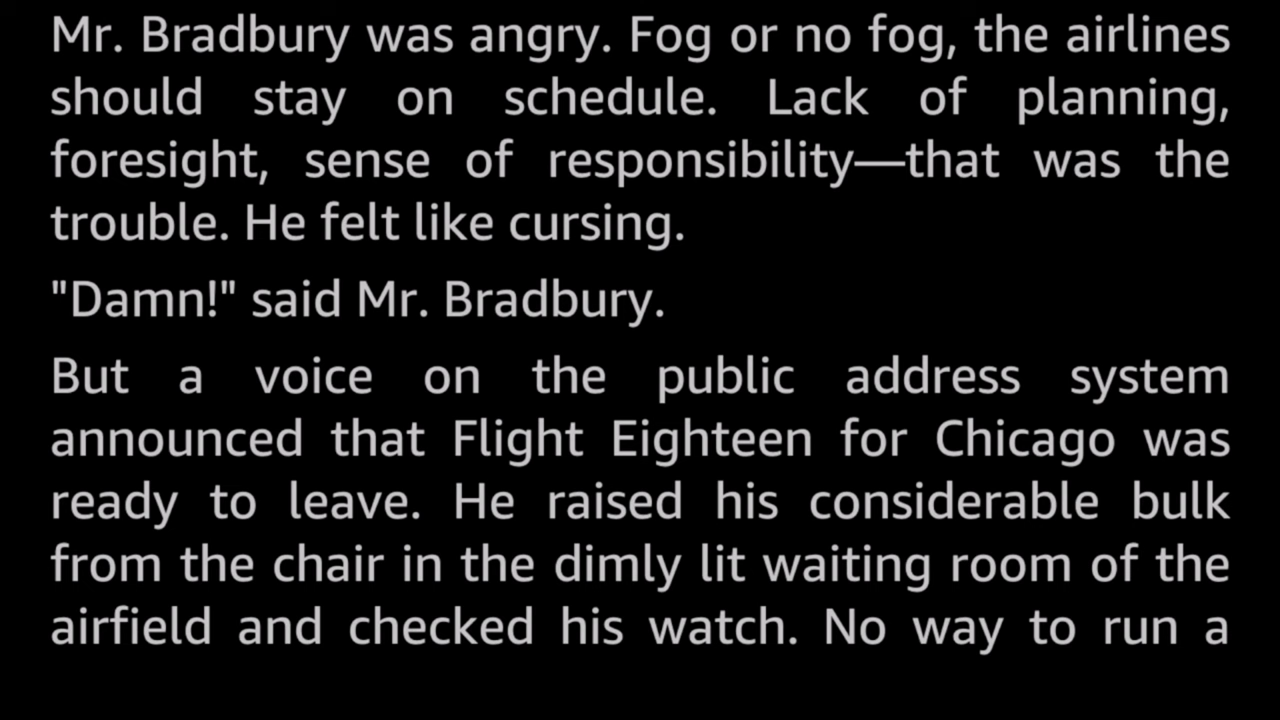 Mr. Bradbury was angry. Fog or no fog, the airlines
should stay on schedule. Lack of planning,
foresight, sense of responsibility—that was the
trouble. He felt like cursing.
"Damn!" said Mr. Bradbury.
But a voice on the public address system
announced that Flight Eighteen for Chicago was
ready to leave. He raised his considerable bulk
from the chair in the dimly lit waiting room of the
airfield and checked his watch. No way to run a